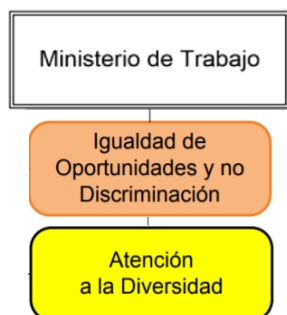 Ministerio de Trabajo
Igualdad de
Oportunidades y no
Discriminación
Atención
a la Diversidad